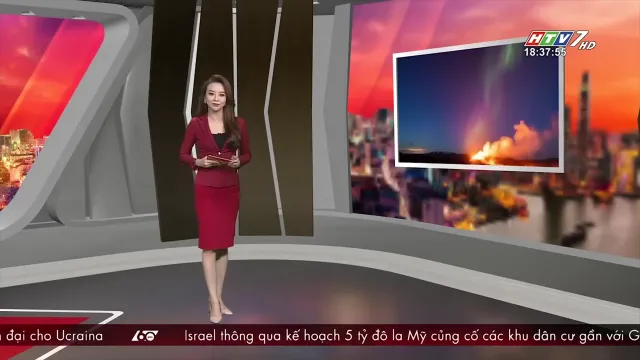 HTV7 HD
18:37:55
n đại cho Ucraina 60 Israel thông qua kế hoạch 5 tỷ đô la Mỹ củng cố các khu dân cư gần với G